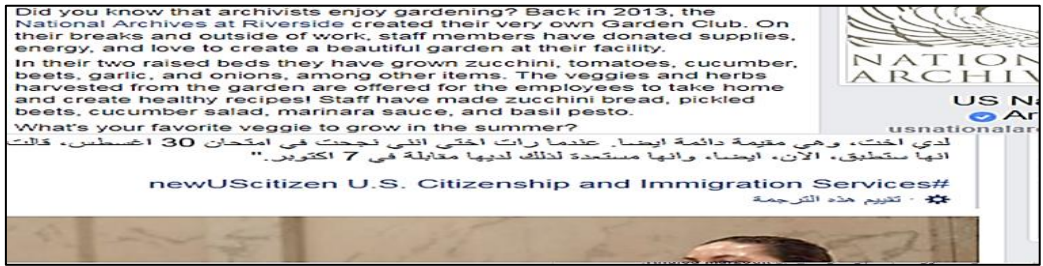 Did you know that archivists enjoy gardening? Back in 2013, the
National Archives at Riverside created their very own Garden Club. On
their breaks and outside of work, staff members have donated supplies,
energy, and love to create a beautiful garden at their facility.
In their two raised beds they have grown zucchini, tomatoes, cucumber,
beets, garlic, and onions, among other items. The veggies and herbs
harvested from the garden are offered for the employees to take home
and create healthy recipes! Staff have made zucchini bread, pickled
beets, cucumber salad, marinara sauce, and basil pesto.
What's your favorite veggie to grow in the summer?
NATION
ARCHIV
US Na
Ar
usnationalarc
لدي اخت، وهي مقيمة دائمة ايضا. عندما رات اختي انني نجحت في امتحان 30 اغسطس، قالت
انها ستطبق، الآن، ايضا، وانها مستعدة لذلك لديها مقابلة في 7 اكتوبر."
#newUScitizen U.S. Citizenship and Immigration Services
تقييم هذه الترجمة